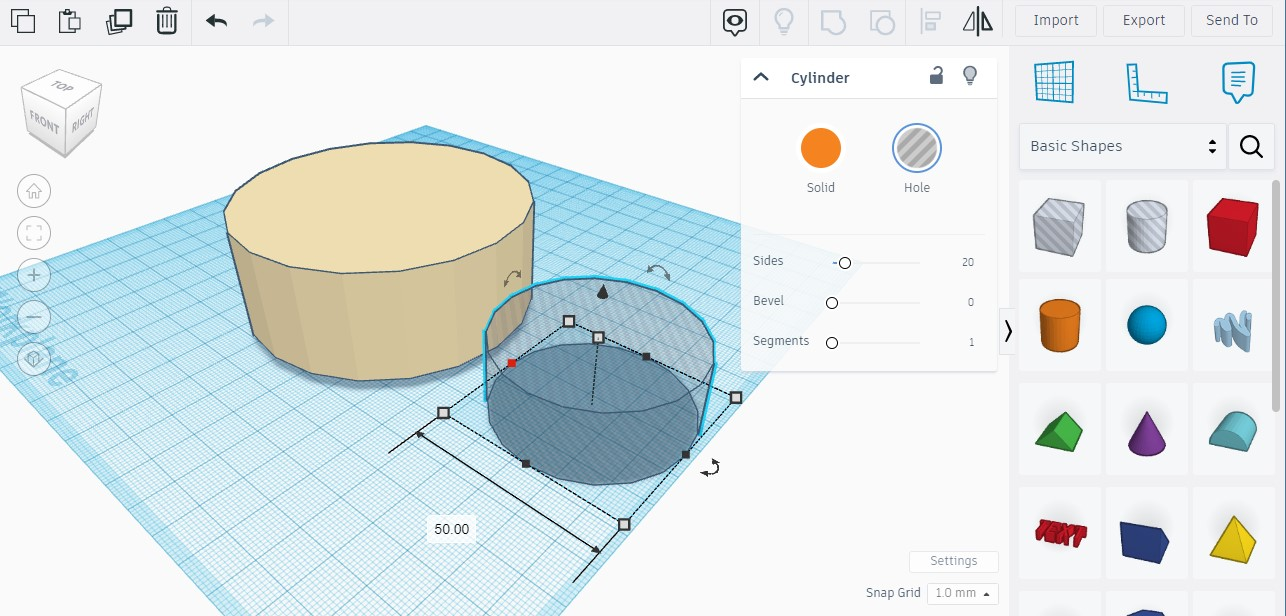 Import
Export
Send To
TOP
FRONT
RIGHT
Cylinder
Solid
Hole
Sides 20
Bevel 0
Segments 1
Basic Shapes
TEXT
50.00
Settings
Snap Grid 1.0 mm